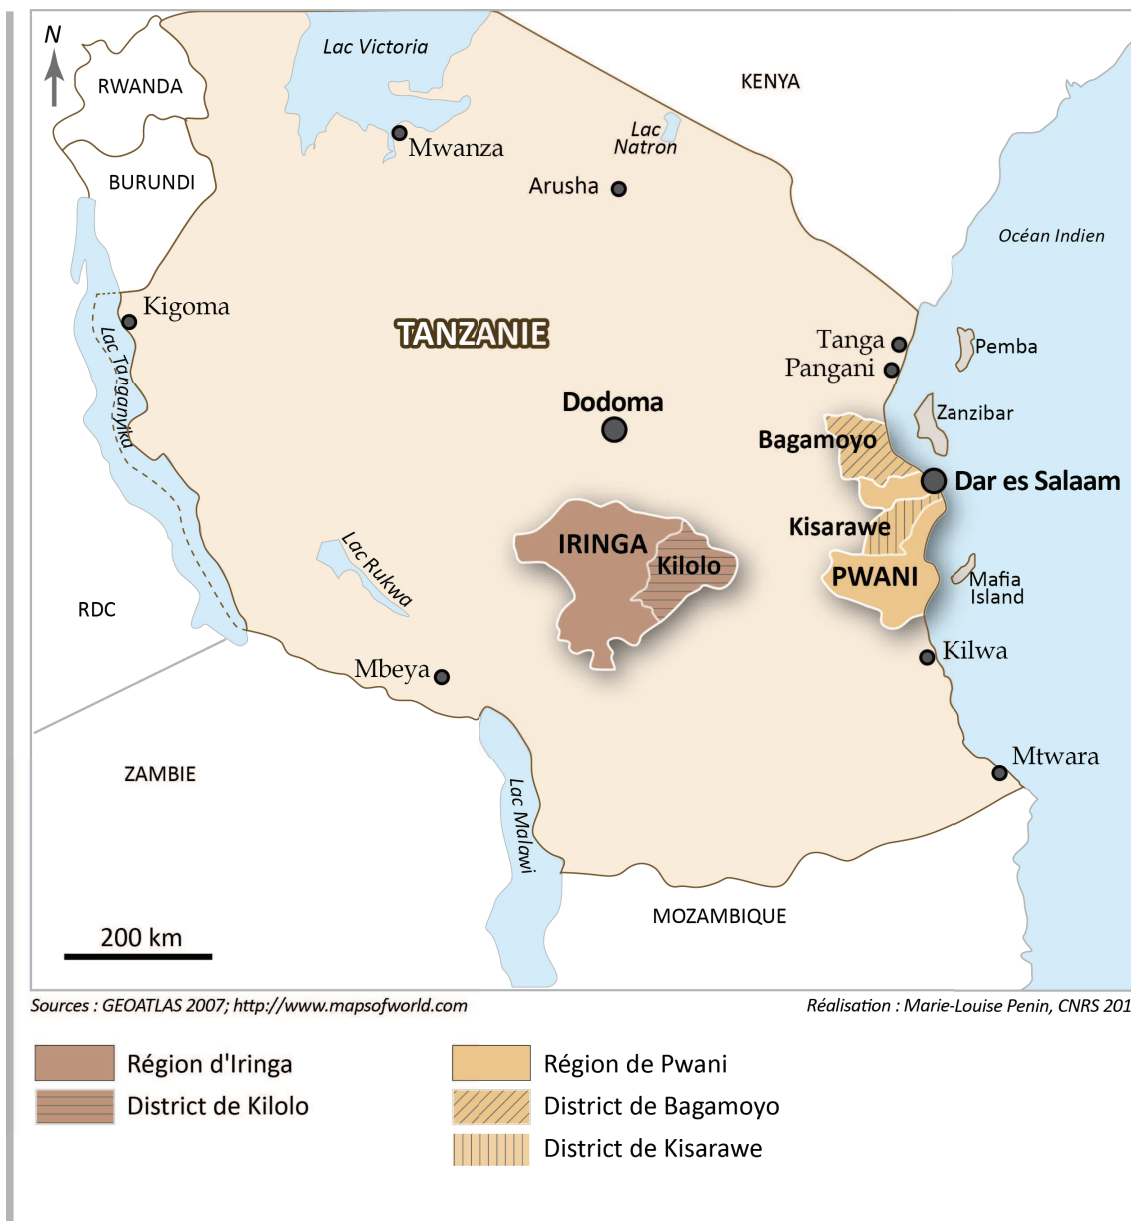 N
Lac Victoria
KENYA
RWANDA
Lac
Natron
Mwanza
BURUNDI
Arusha
Océan Indien
Kigoma
TANZANIE
Tanga
Pemba
Pangani
Lac Tanganyika
Dodoma
Zanzibar
Bagamoyo
Dar es Salaam
Kisarawe
IRINGA
Kilolo
PWANI
Lac Rukwa
Mafia
Island
RDC
Kilwa
Mbeya
Mtwara
ZAMBIE
Lac Malawi
MOZAMBIQUE
200 km
Sources : GEOATLAS 2007; http://www.mapsofworld.com
Réalisation : Marie-Louise Penin, CNRS 201
Région d'Iringa
Région de Pwani
District de Kilolo
District de Bagamoyo
District de Kisarawe